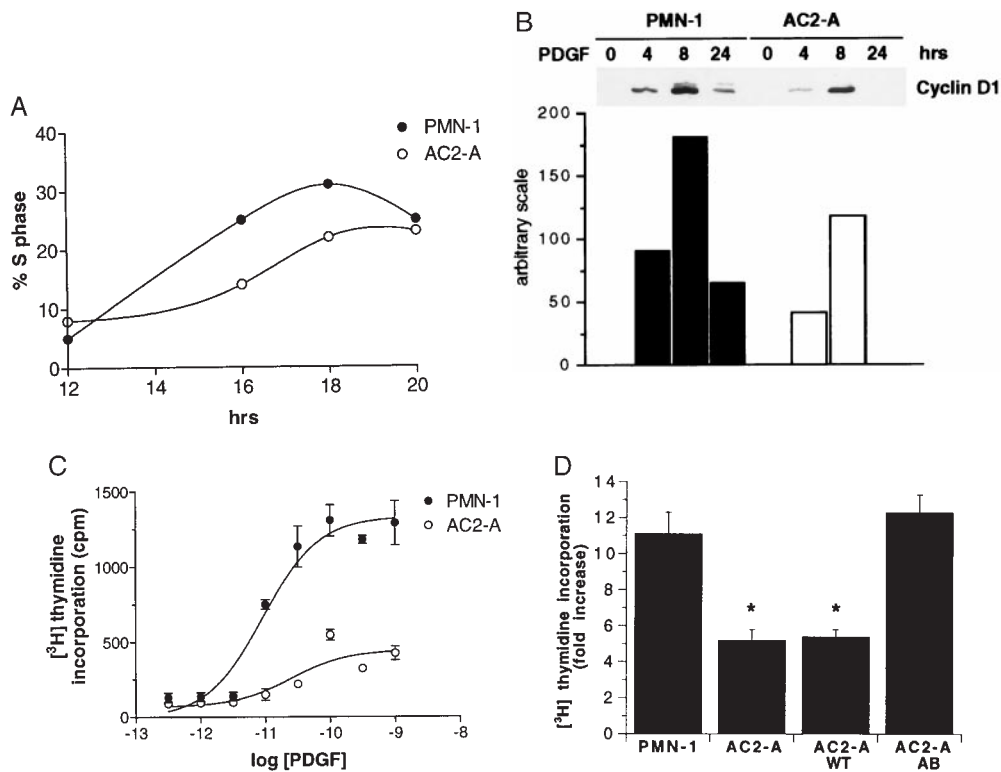 A
PMN-1
AC2-A
40
30
20
10
0
% S phase
12 14 16 18 20
hrs
B
PMN-1 AC2-A
PDGF 0 4 8 24 0 4 8 24 hrs
Cyclin D1
200
150
100
50
0
arbitrary scale
C
PMN-1
AC2-A
1500
1000
500
0
[³H] thymidine
incorporation (cpm)
-13 -12 -11 -10 -9 -8
log [PDGF]
D
14
12
10
8
6
4
2
0
[³H] thymidine incorporation
(fold increase)
* *
PMN-1 AC2-A AC2-A AC2-A
WT AB